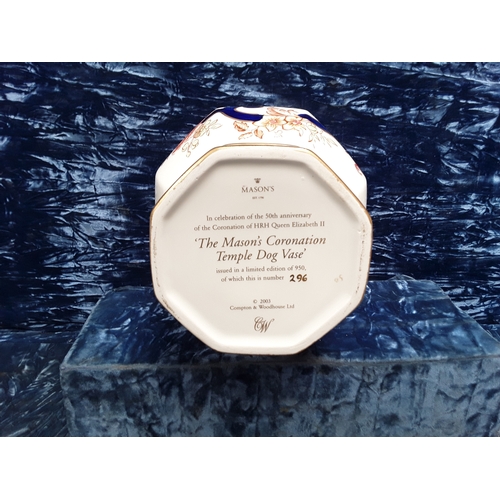 MASON'S
In celebration of the 50th anniversary
of the Coronation of HRH Queen Elizabeth II
'The Mason's Coronation
Temple Dog Vase'
issued in a limited edition of 950,
of which this is number 296
© 2003
Compton & Woodhouse Ltd
CW